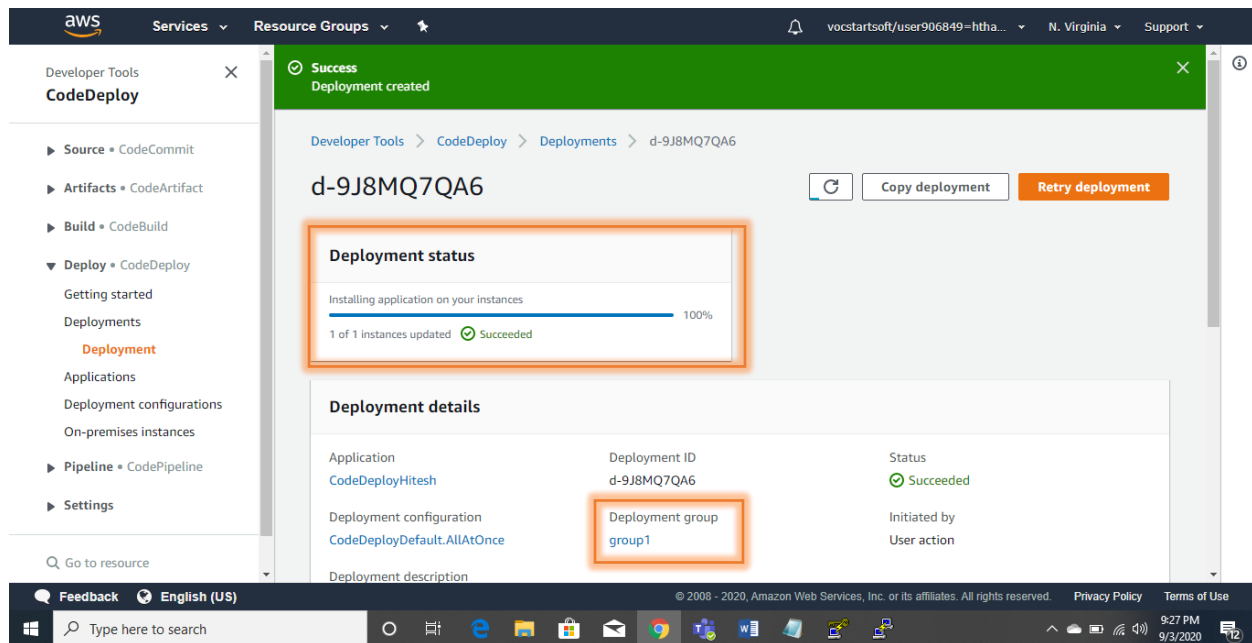 aws
Services
Resource Groups
vocstartsoft/user906849=htha...
N. Virginia
Support
Developer Tools
CodeDeploy
Source • CodeCommit
Artifacts • CodeArtifact
Build • CodeBuild
Deploy • CodeDeploy
Getting started
Deployments
Deployment
Applications
Deployment configurations
On-premises instances
Pipeline • CodePipeline
Settings
Go to resource
Success
Deployment created
Developer Tools > CodeDeploy > Deployments > d-9J8MQ7QA6
d-9J8MQ7QA6
Copy deployment
Retry deployment
Deployment status
Installing application on your instances
100%
1 of 1 instances updated Succeeded
Deployment details
Application
CodeDeployHitesh
Deployment ID
d-9J8MQ7QA6
Status
Succeeded
Deployment configuration
CodeDeployDefault.AllAtOnce
Deployment group
group1
Initiated by
User action
Deployment description
Feedback
English (US)
© 2008 - 2020, Amazon Web Services, Inc. or its affiliates. All rights reserved.
Privacy Policy
Terms of Use
Type here to search
9:27 PM
9/3/2020